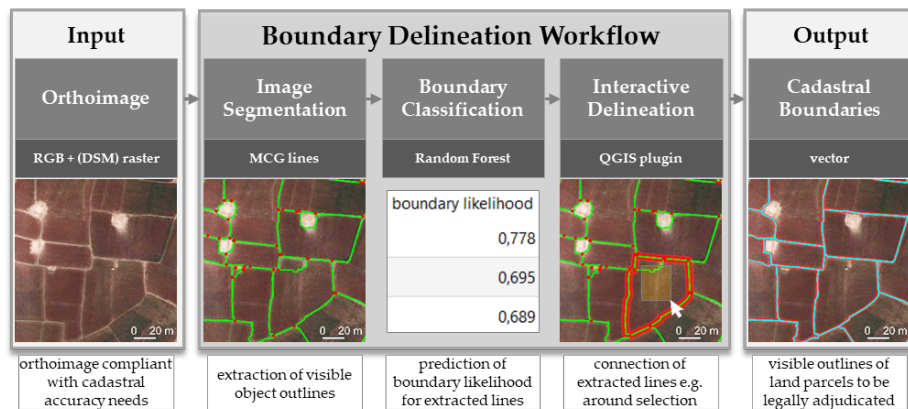 Input
Boundary Delineation Workflow
Output
Orthoimage
Image
Segmentation
Boundary
Classification
Interactive
Delineation
Cadastral
Boundaries
RGB + (DSM) raster
MCG lines
Random Forest
QGIS plugin
vector
boundary likelihood
0,778
0,695
0,689
0 20 m
0 20 m
0 20 m
0 20 m
orthoimage compliant
with cadastral
accuracy needs
extraction of visible
object outlines
prediction of
boundary likelihood
for extracted lines
connection of
extracted lines e.g.
around selection
visible outlines of
land parcels to be
legally adjudicated